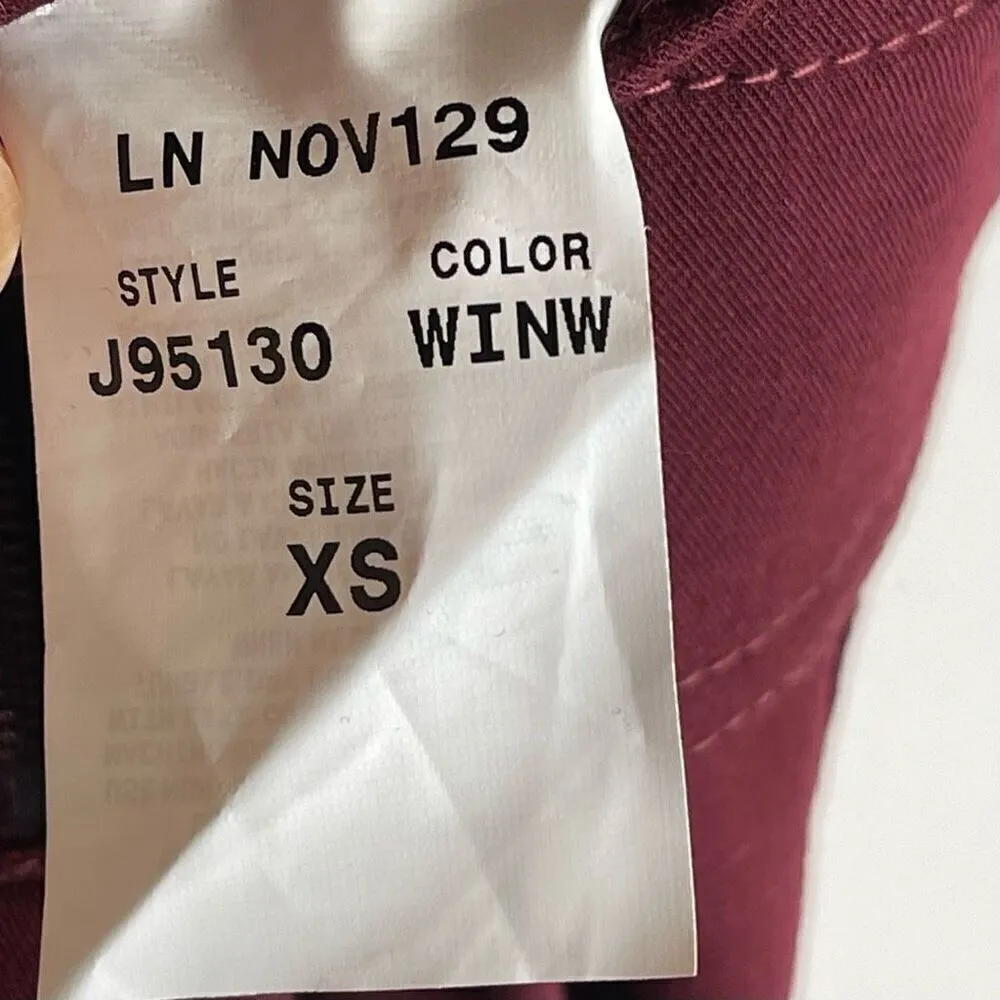 LN NOV129
STYLE COLOR
J95130 WINW
SIZE
XS